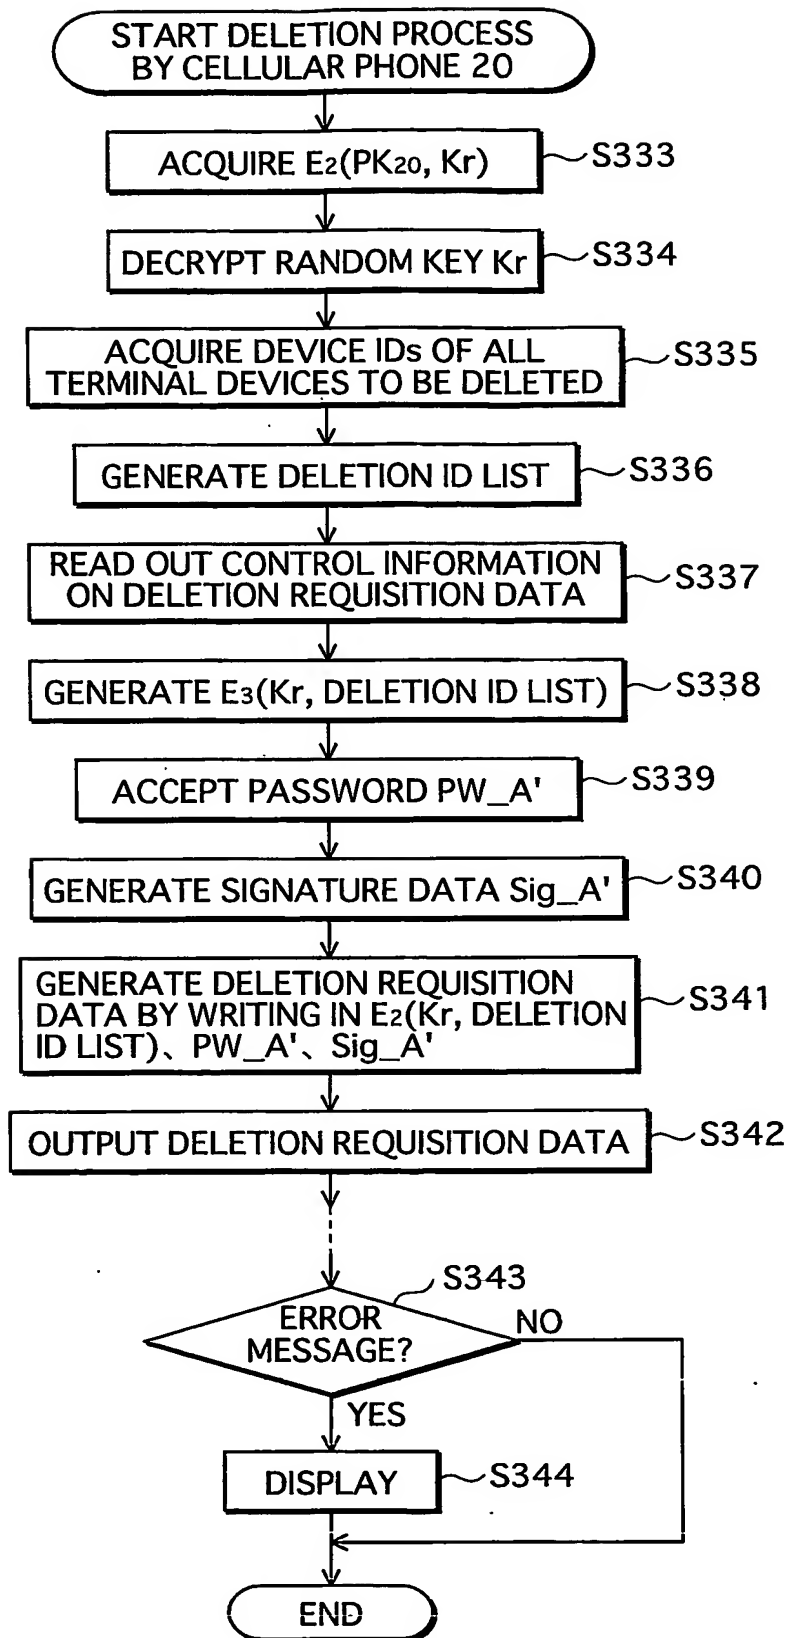 START DELETION PROCESS
BY CELLULAR PHONE 20
ACQUIRE E2(PK20, Kr)
S333
DECRYPT RANDOM KEY Kr
S334
ACQUIRE DEVICE IDs OF ALL
TERMINAL DEVICES TO BE DELETED
S335
GENERATE DELETION ID LIST
S336
READ OUT CONTROL INFORMATION
ON DELETION REQUISITION DATA
S337
GENERATE E3(Kr, DELETION ID LIST)
S338
ACCEPT PASSWORD PW_A'
S339
GENERATE SIGNATURE DATA Sig_A'
S340
GENERATE DELETION REQUISITION
DATA BY WRITING IN E2(Kr, DELETION
ID LIST)、PW_A'、Sig_A'
S341
OUTPUT DELETION REQUISITION DATA
S342
S343
ERROR
MESSAGE?
NO
YES
DISPLAY
S344
END